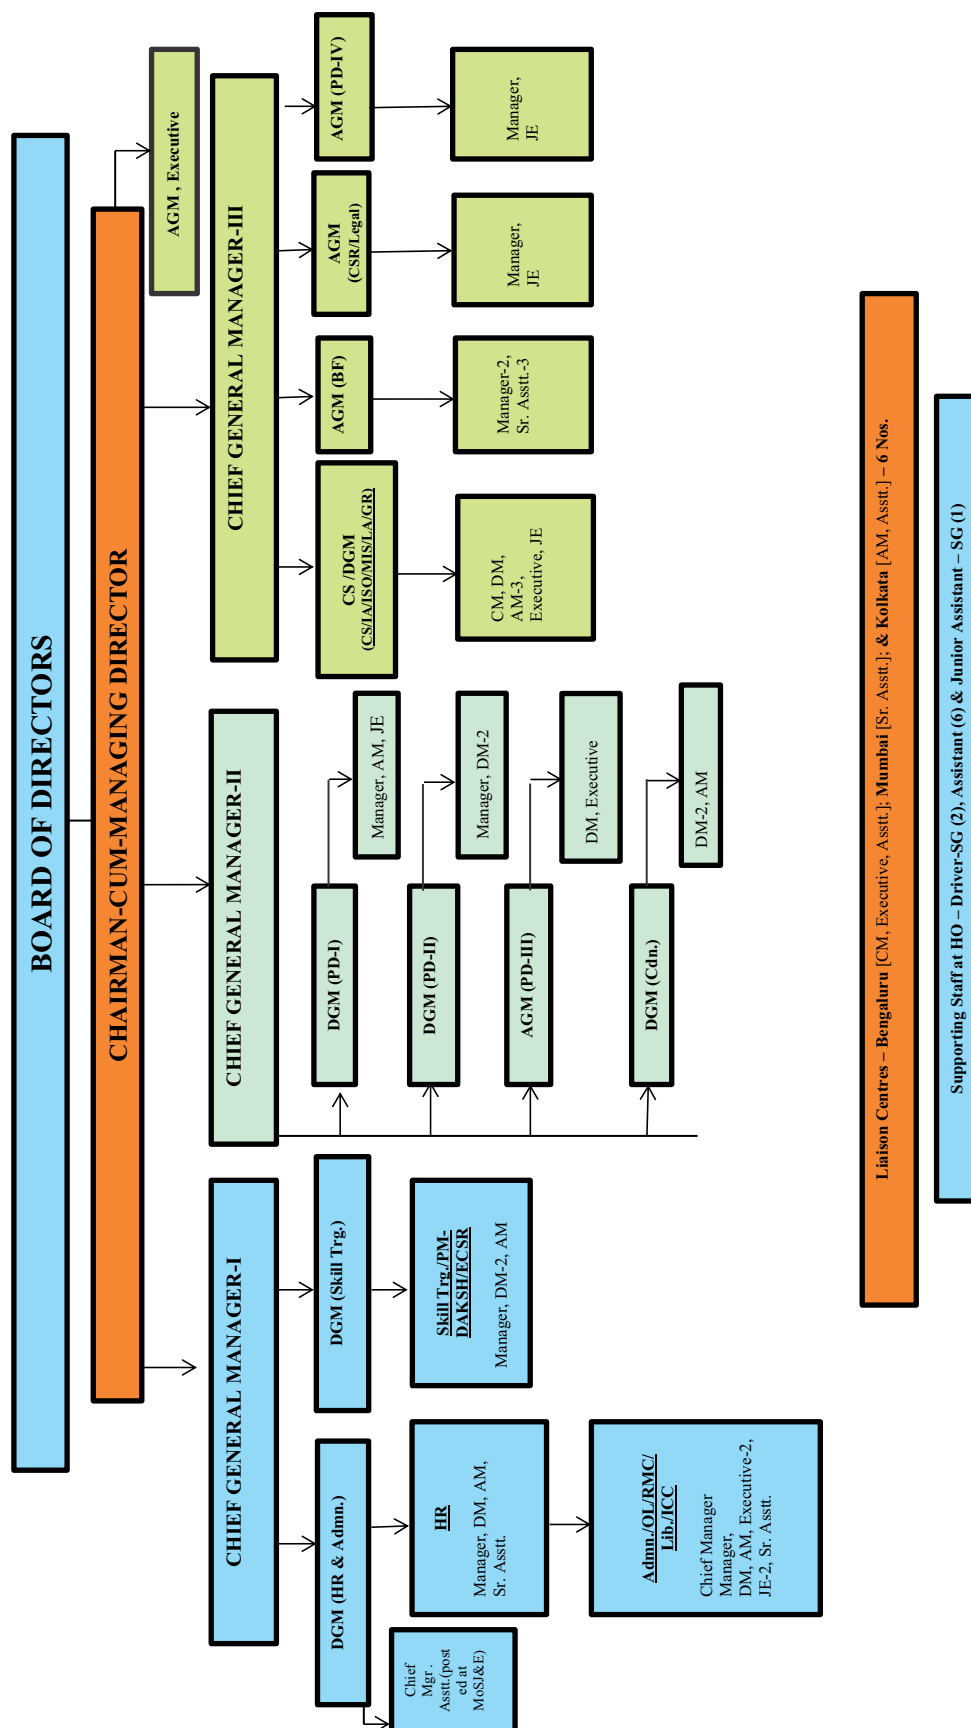 BOARD OF DIRECTORS
CHAIRMAN-CUM-MANAGING DIRECTOR
AGM , Executive
CHIEF GENERAL MANAGER-I
CHIEF GENERAL MANAGER-II
CHIEF GENERAL MANAGER-III
DGM (HR & Admn.)
DGM (Skill Trg.)
Chief
Mgr .
Asstt.(post
ed at
MoSJ&E)
HR
Manager, DM, AM,
Sr. Asstt.
Admn./OL/RMC/
Lib./ICC
Chief Manager
Manager,
DM, AM, Executive-2,
JE-2, Sr. Asstt.
Skill Trg./PM-
DAKSH/ECSR
Manager, DM-2, AM
DGM (PD-I)
Manager, AM, JE
DGM (PD-II)
Manager, DM-2
AGM (PD-III)
DM, Executive
DGM (Cdn.)
DM-2, AM
CS /DGM
(CS/IA/ISO/MIS/LA/GR)
CM, DM,
AM-3,
Executive, JE
AGM (BF)
Manager-2,
Sr. Asstt.-3
AGM
(CSR/Legal)
Manager,
JE
AGM (PD-IV)
Manager,
JE
Liaison Centres – Bengaluru [CM, Executive, Asstt.]; Mumbai [Sr. Asstt.]; & Kolkata [AM, Asstt.] – 6 Nos.
Supporting Staff at HO – Driver-SG (2), Assistant (6) & Junior Assistant – SG (1)